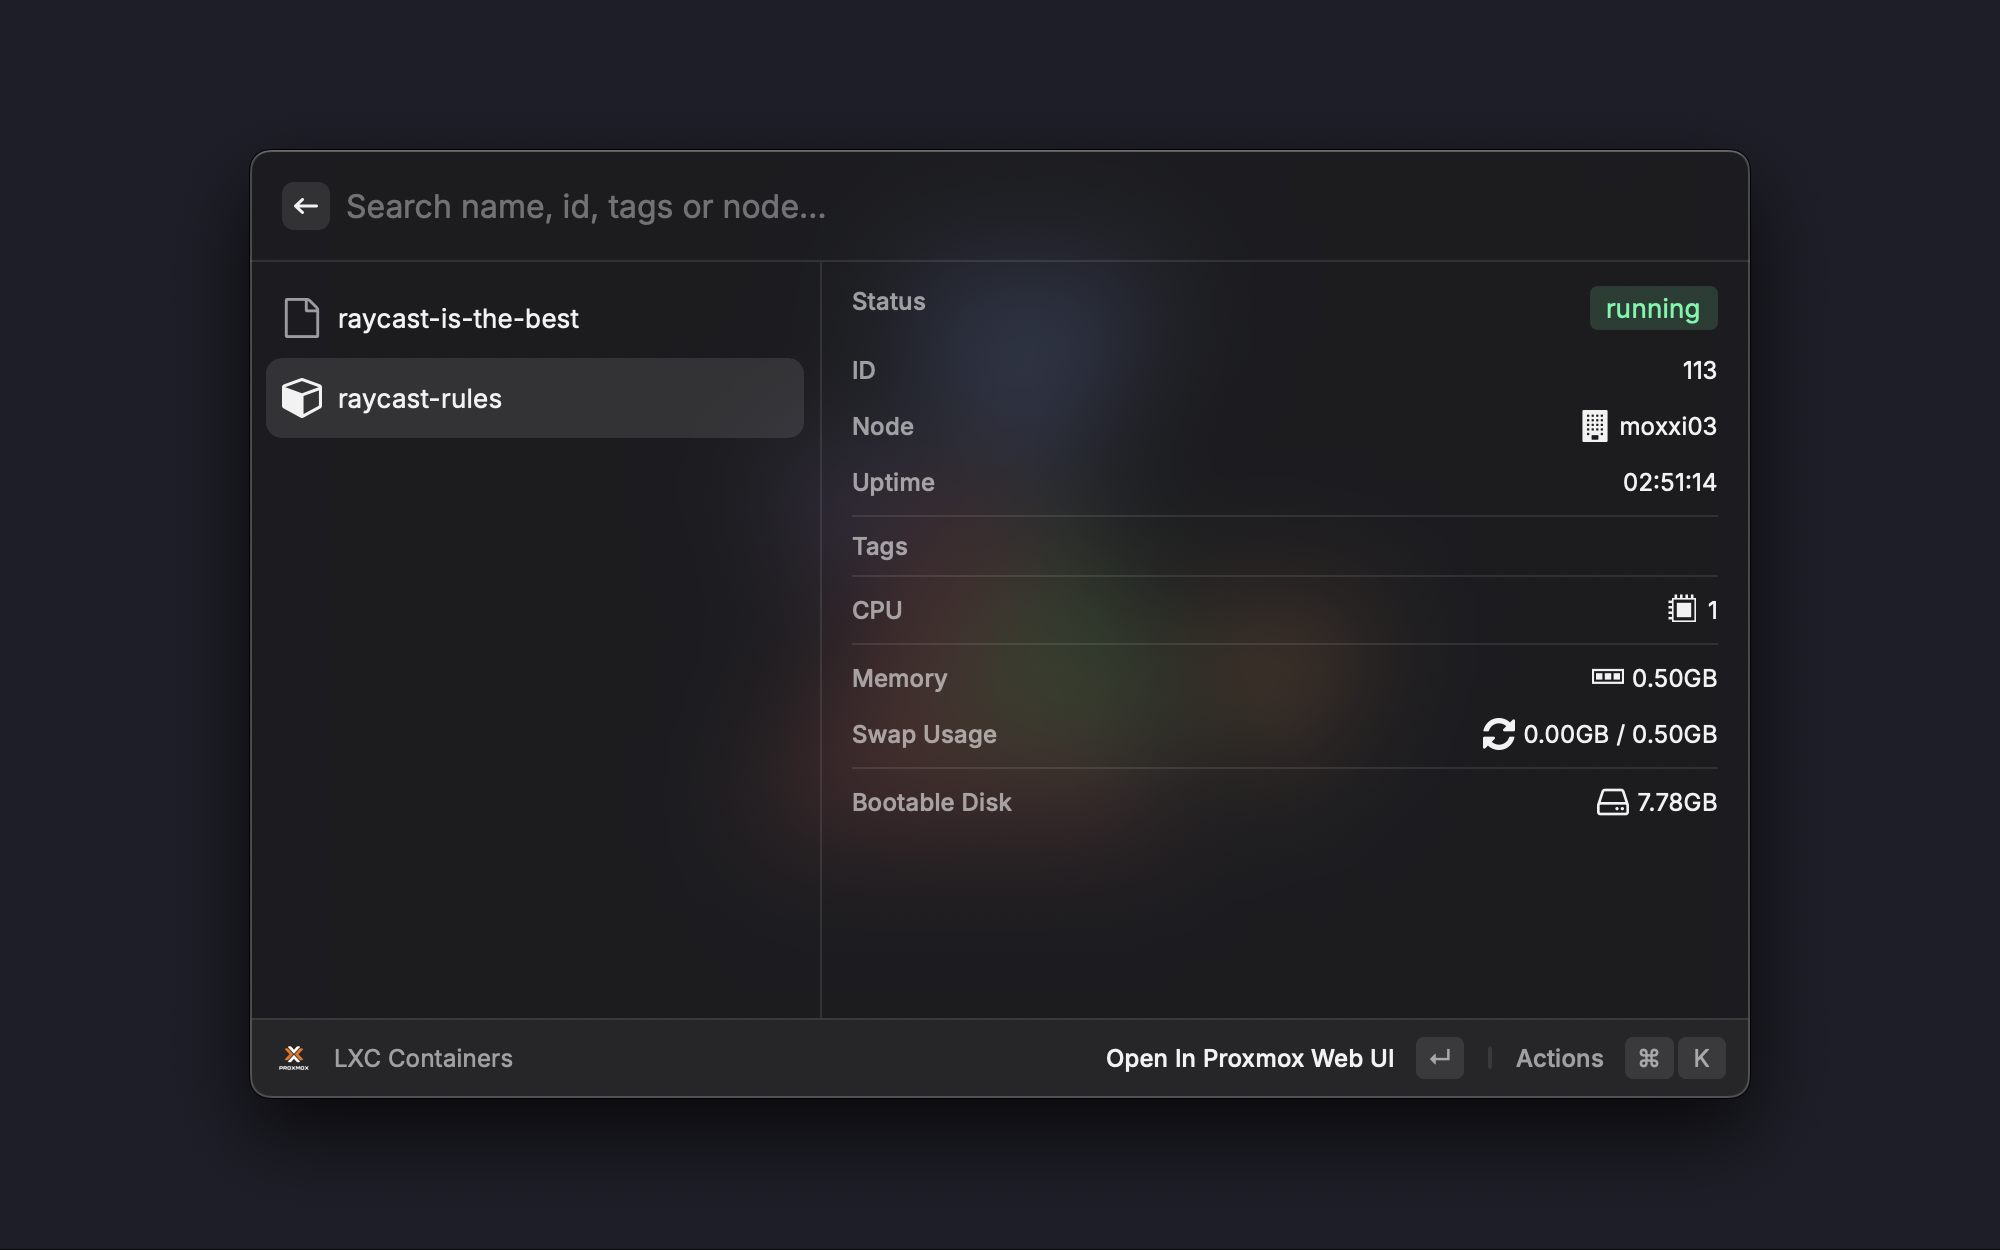 Search name, id, tags or node...
raycast-is-the-best
raycast-rules
Status running
ID 113
Node moxxi03
Uptime 02:51:14
Tags
CPU 1
Memory 0.50GB
Swap Usage 0.00GB / 0.50GB
Bootable Disk 7.78GB
PROXMOX LXC Containers Open In Proxmox Web UI ↵ Actions ⌘ K